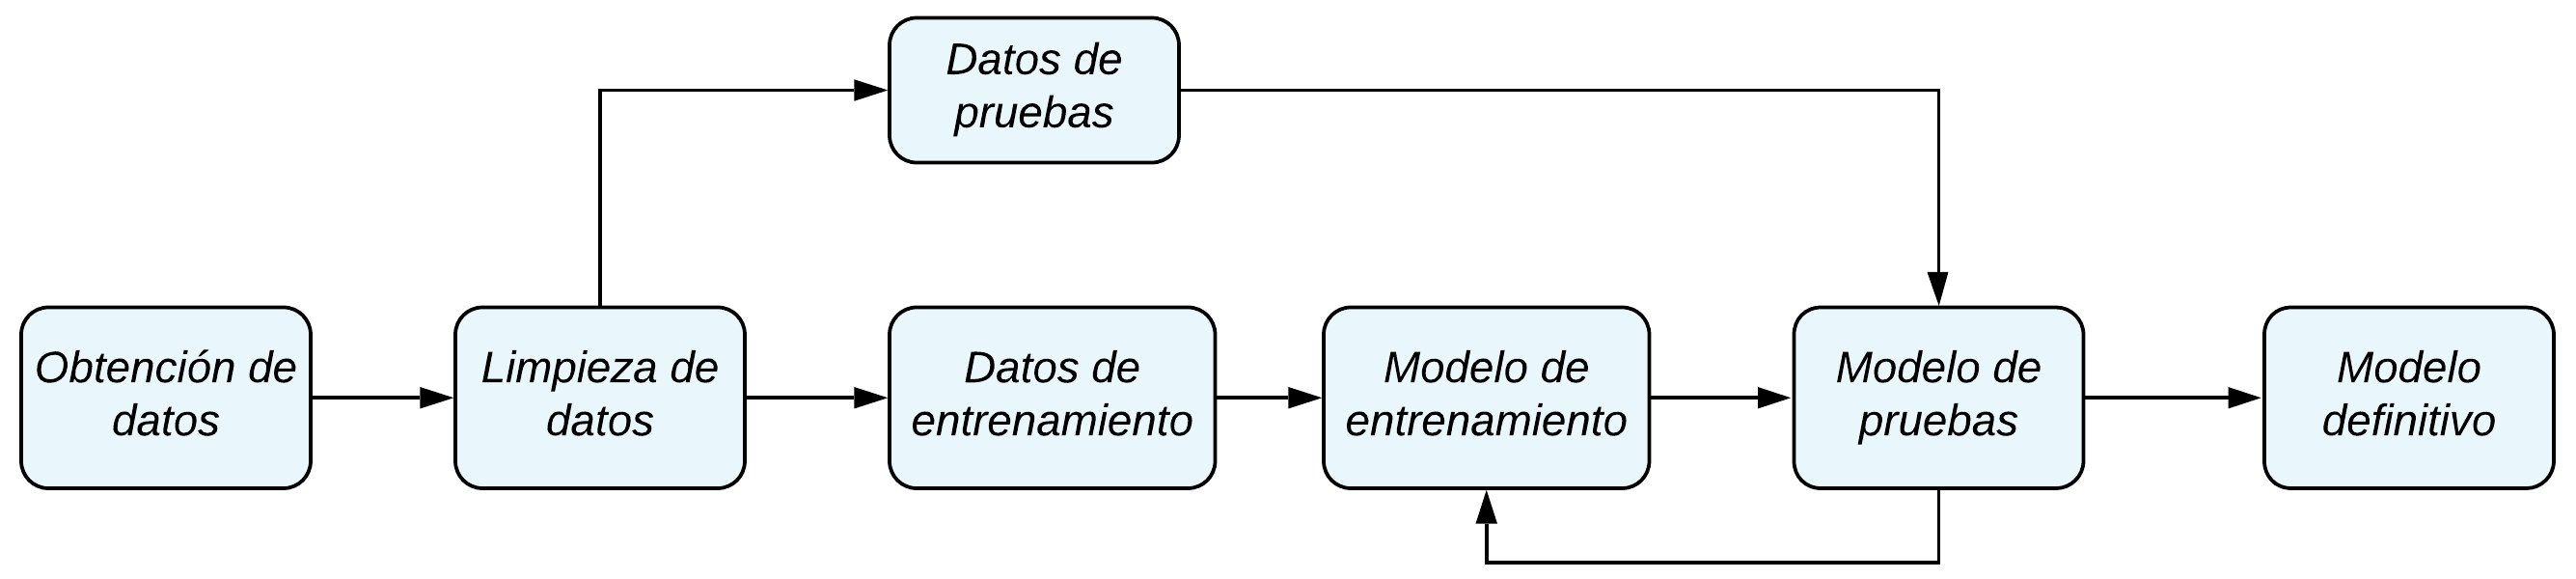 Datos de
pruebas
Obtención de
datos
Limpieza de
datos
Datos de
entrenamiento
Modelo de
entrenamiento
Modelo de
pruebas
Modelo
definitivo